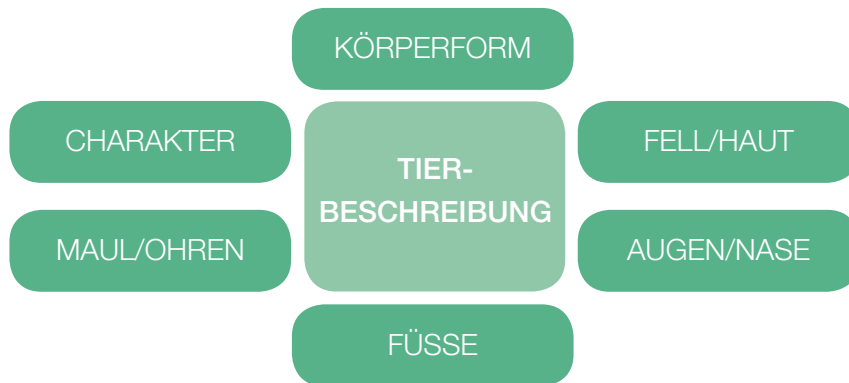 KÖRPERFORM
CHARAKTER
FELL/HAUT
TIER-
BESCHREIBUNG
MAUL/OHREN
AUGEN/NASE
FÜSSE